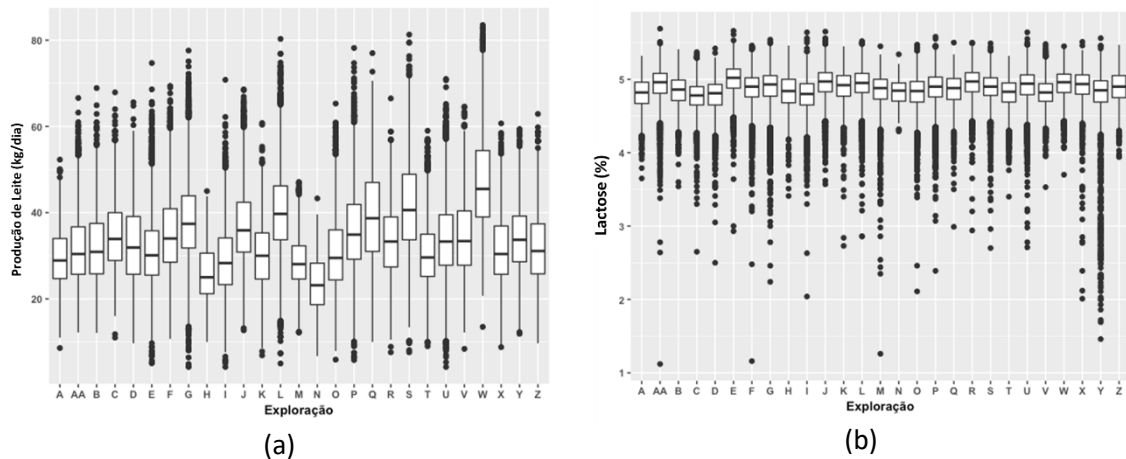 Produção de Leite (kg/dia)
80
60
40
20
A AA B C D E F G H I J K L M N O P Q R S T U V W X Y Z
Exploração
(a)
Lactose (%)
5
4
3
2
1
A AA B C D E F G H I J K L M N O P Q R S T U V W X Y Z
Exploração
(b)